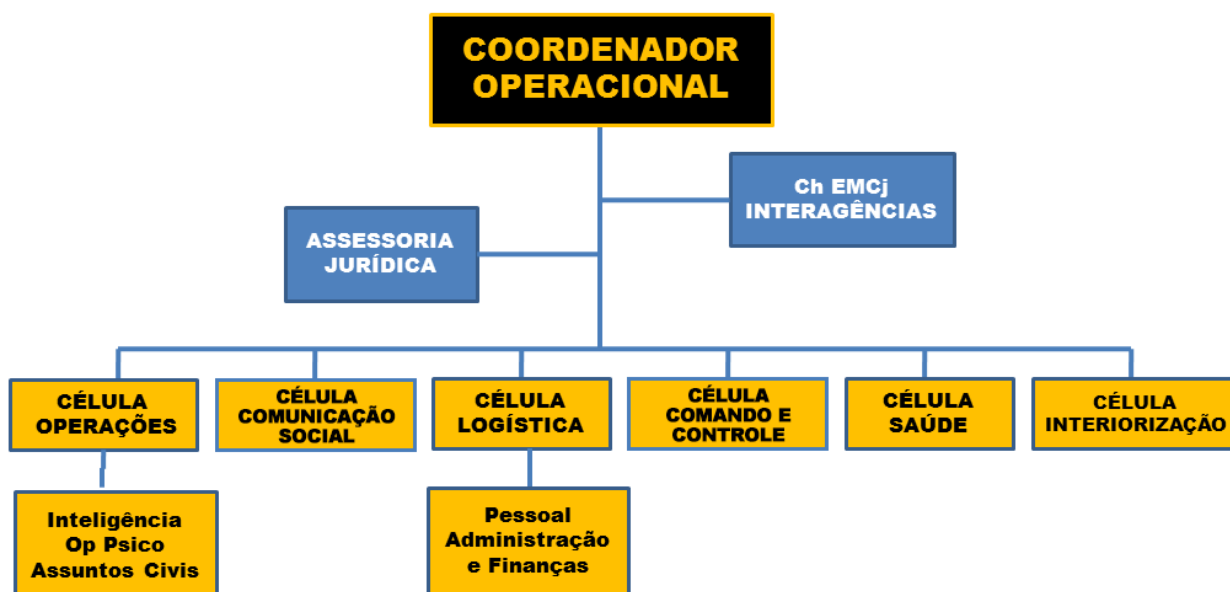 COORDENADOR
OPERACIONAL
Ch EMCj
INTERAGÊNCIAS
ASSESSORIA
JURÍDICA
CÉLULA
OPERAÇÕES
CÉLULA
COMUNICAÇÃO
SOCIAL
CÉLULA
LOGÍSTICA
CÉLULA
COMANDO E
CONTROLE
CÉLULA
SAÚDE
CÉLULA
INTERIORIZAÇÃO
Inteligência
Op Psico
Assuntos Civis
Pessoal
Administração
e Finanças